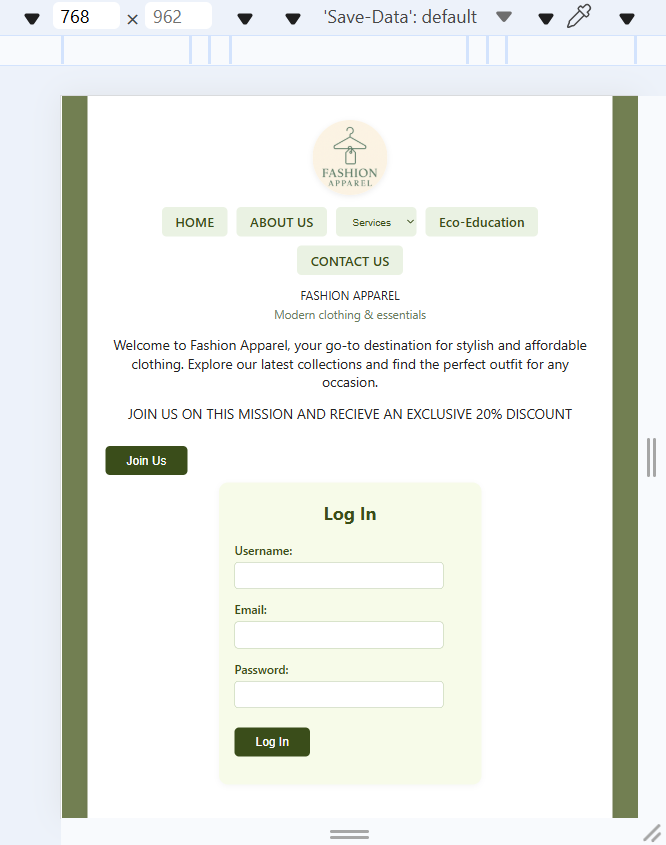 768 × 962 'Save-Data': default
FASHION
APPAREL
HOME ABOUT US Services Eco-Education
CONTACT US
FASHION APPAREL
Modern clothing & essentials
Welcome to Fashion Apparel, your go-to destination for stylish and affordable
clothing. Explore our latest collections and find the perfect outfit for any
occasion.
JOIN US ON THIS MISSION AND RECIEVE AN EXCLUSIVE 20% DISCOUNT
Join Us
Log In
Username:
Email:
Password:
Log In